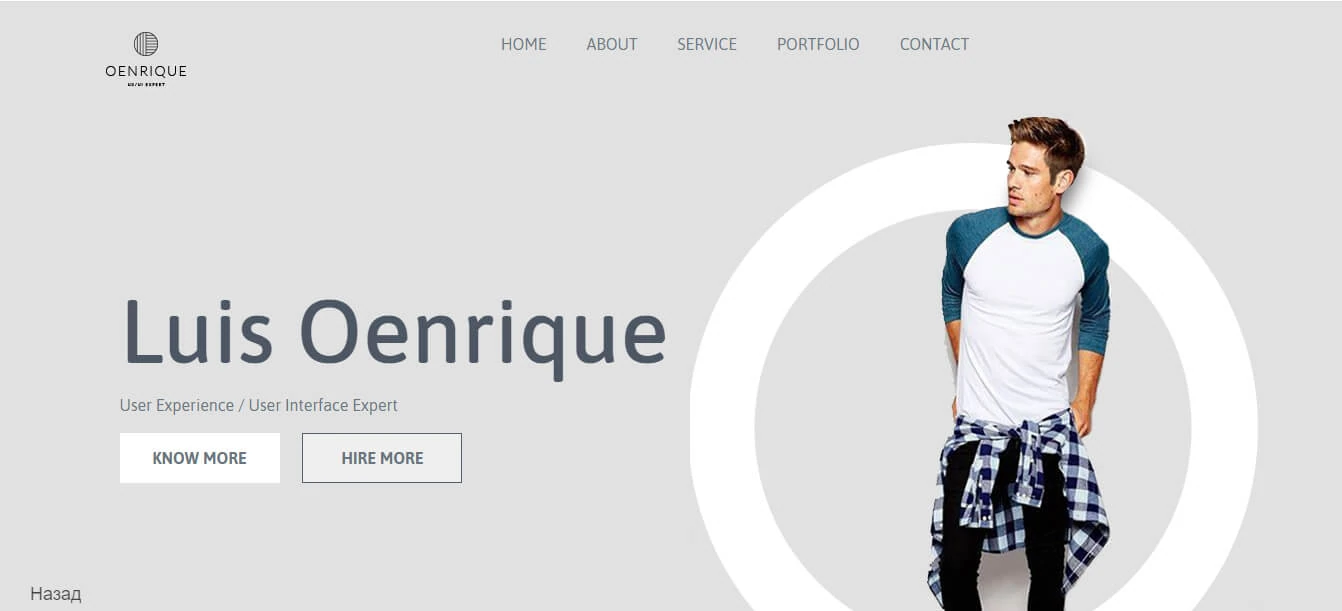 OENRIQUE
UX/UI EXPERT
HOME ABOUT SERVICE PORTFOLIO CONTACT
Luis Oenrique
User Experience / User Interface Expert
KNOW MORE HIRE MORE
Назад